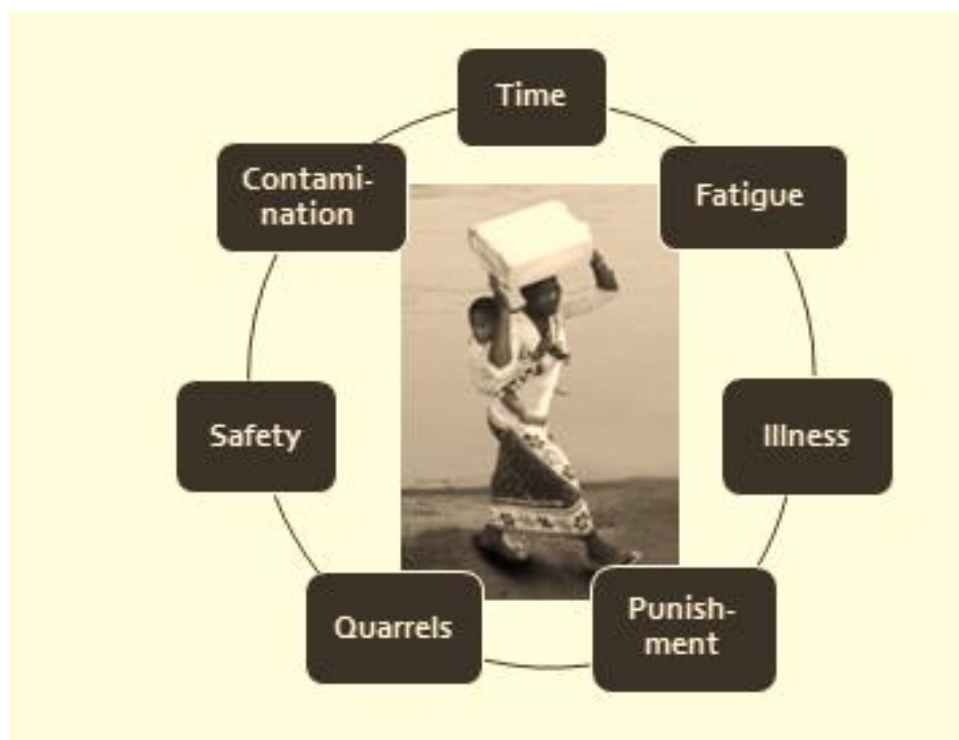 Time
Fatigue
Illness
Punish-
ment
Quarrels
Safety
Contami-
nation